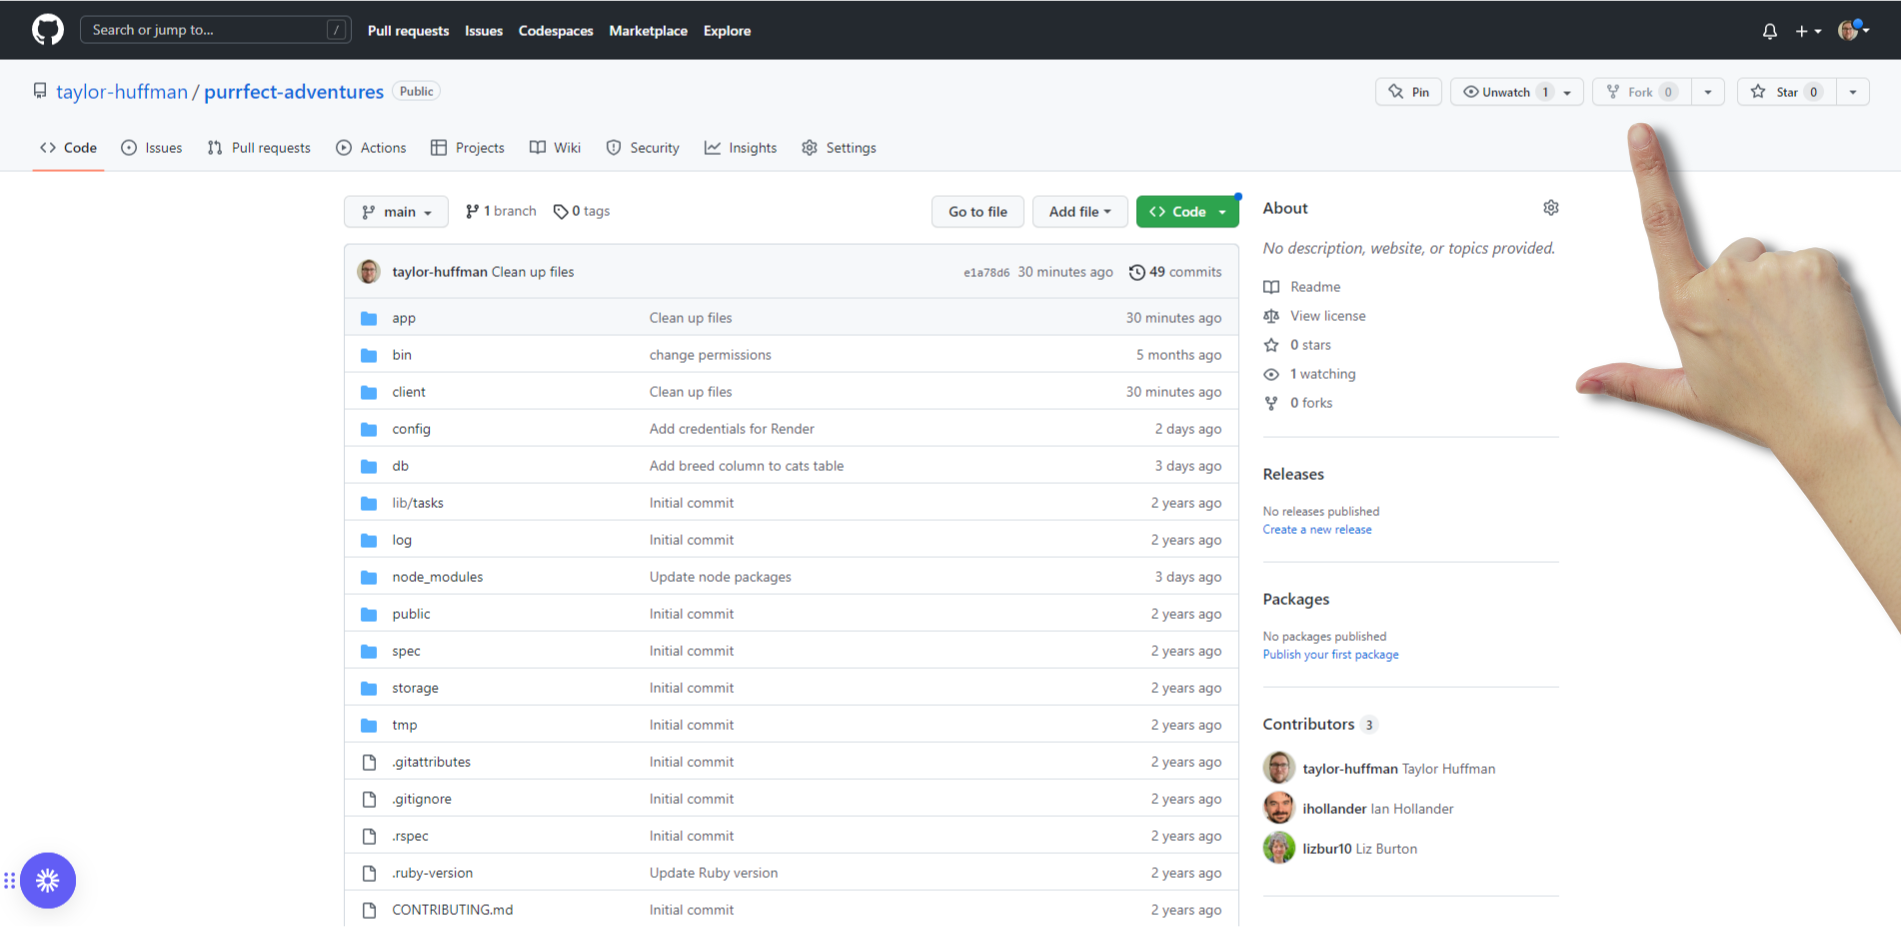 Search or jump to... /
Pull requests Issues Codespaces Marketplace Explore
taylor-huffman / purrfect-adventures Public
Pin Unwatch 1 Fork 0 Star 0
Code Issues Pull requests Actions Projects Wiki Security Insights Settings
main 1 branch 0 tags Go to file Add file Code
taylor-huffman Clean up files e1a78d6 30 minutes ago 49 commits
app Clean up files 30 minutes ago
bin change permissions 5 months ago
client Clean up files 30 minutes ago
config Add credentials for Render 2 days ago
db Add breed column to cats table 3 days ago
lib/tasks Initial commit 2 years ago
log Initial commit 2 years ago
node_modules Update node packages 3 days ago
public Initial commit 2 years ago
spec Initial commit 2 years ago
storage Initial commit 2 years ago
tmp Initial commit 2 years ago
.gitattributes Initial commit 2 years ago
.gitignore Initial commit 2 years ago
.rspec Initial commit 2 years ago
.ruby-version Update Ruby version 2 years ago
CONTRIBUTING.md Initial commit 2 years ago
About
No description, website, or topics provided.
Readme
View license
0 stars
1 watching
0 forks
Releases
No releases published
Create a new release
Packages
No packages published
Publish your first package
Contributors 3
taylor-huffman Taylor Huffman
ihollander Ian Hollander
lizbur10 Liz Burton